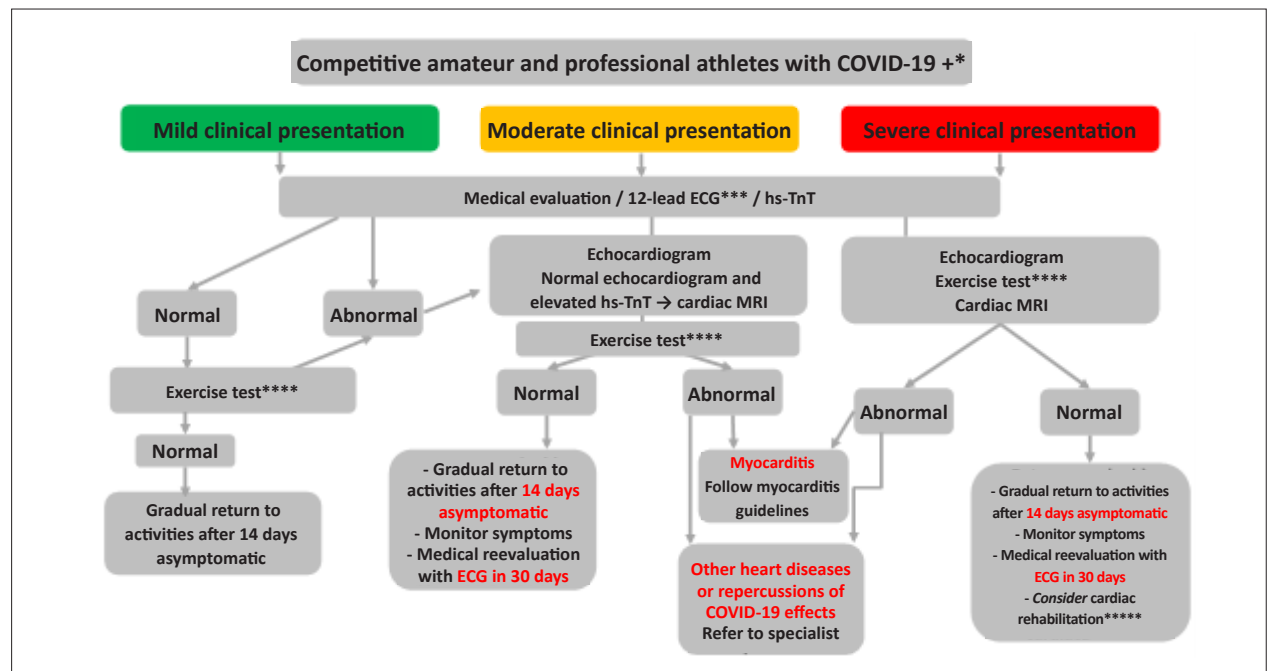 Competitive amateur and professional athletes with COVID-19 +*
Mild clinical presentation
Moderate clinical presentation
Severe clinical presentation
Medical evaluation / 12-lead ECG*** / hs-TnT
Normal
Abnormal
Echocardiogram
Normal echocardiogram and
elevated hs-TnT → cardiac MRI
Echocardiogram
Exercise test****
Cardiac MRI
Exercise test****
Exercise test****
Normal
Abnormal
Abnormal
Normal
Normal
Gradual return to
activities after 14 days
asymptomatic
- Gradual return to
activities after 14 days
asymptomatic
- Monitor symptoms
- Medical reevaluation
with ECG in 30 days
Myocarditis
Follow myocarditis
guidelines
Other heart diseases
or repercussions of
COVID-19 effects
Refer to specialist
- Gradual return to activities
after 14 days asymptomatic
- Monitor symptoms
- Medical reevaluation with
ECG in 30 days
- Consider cardiac
rehabilitation*****